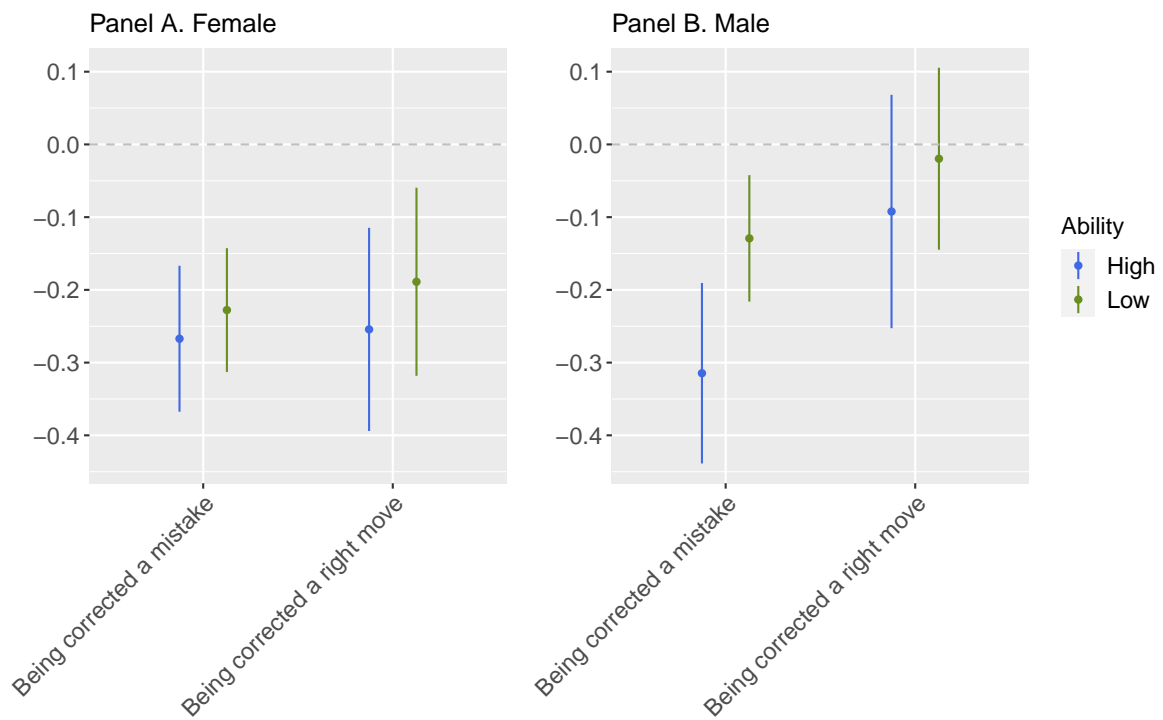 Panel A. Female
0.1
0.0
−0.1
−0.2
−0.3
−0.4
Being corrected a mistake
Being corrected a right move
Panel B. Male
0.1
0.0
−0.1
−0.2
−0.3
−0.4
Being corrected a mistake
Being corrected a right move
Ability
High
Low